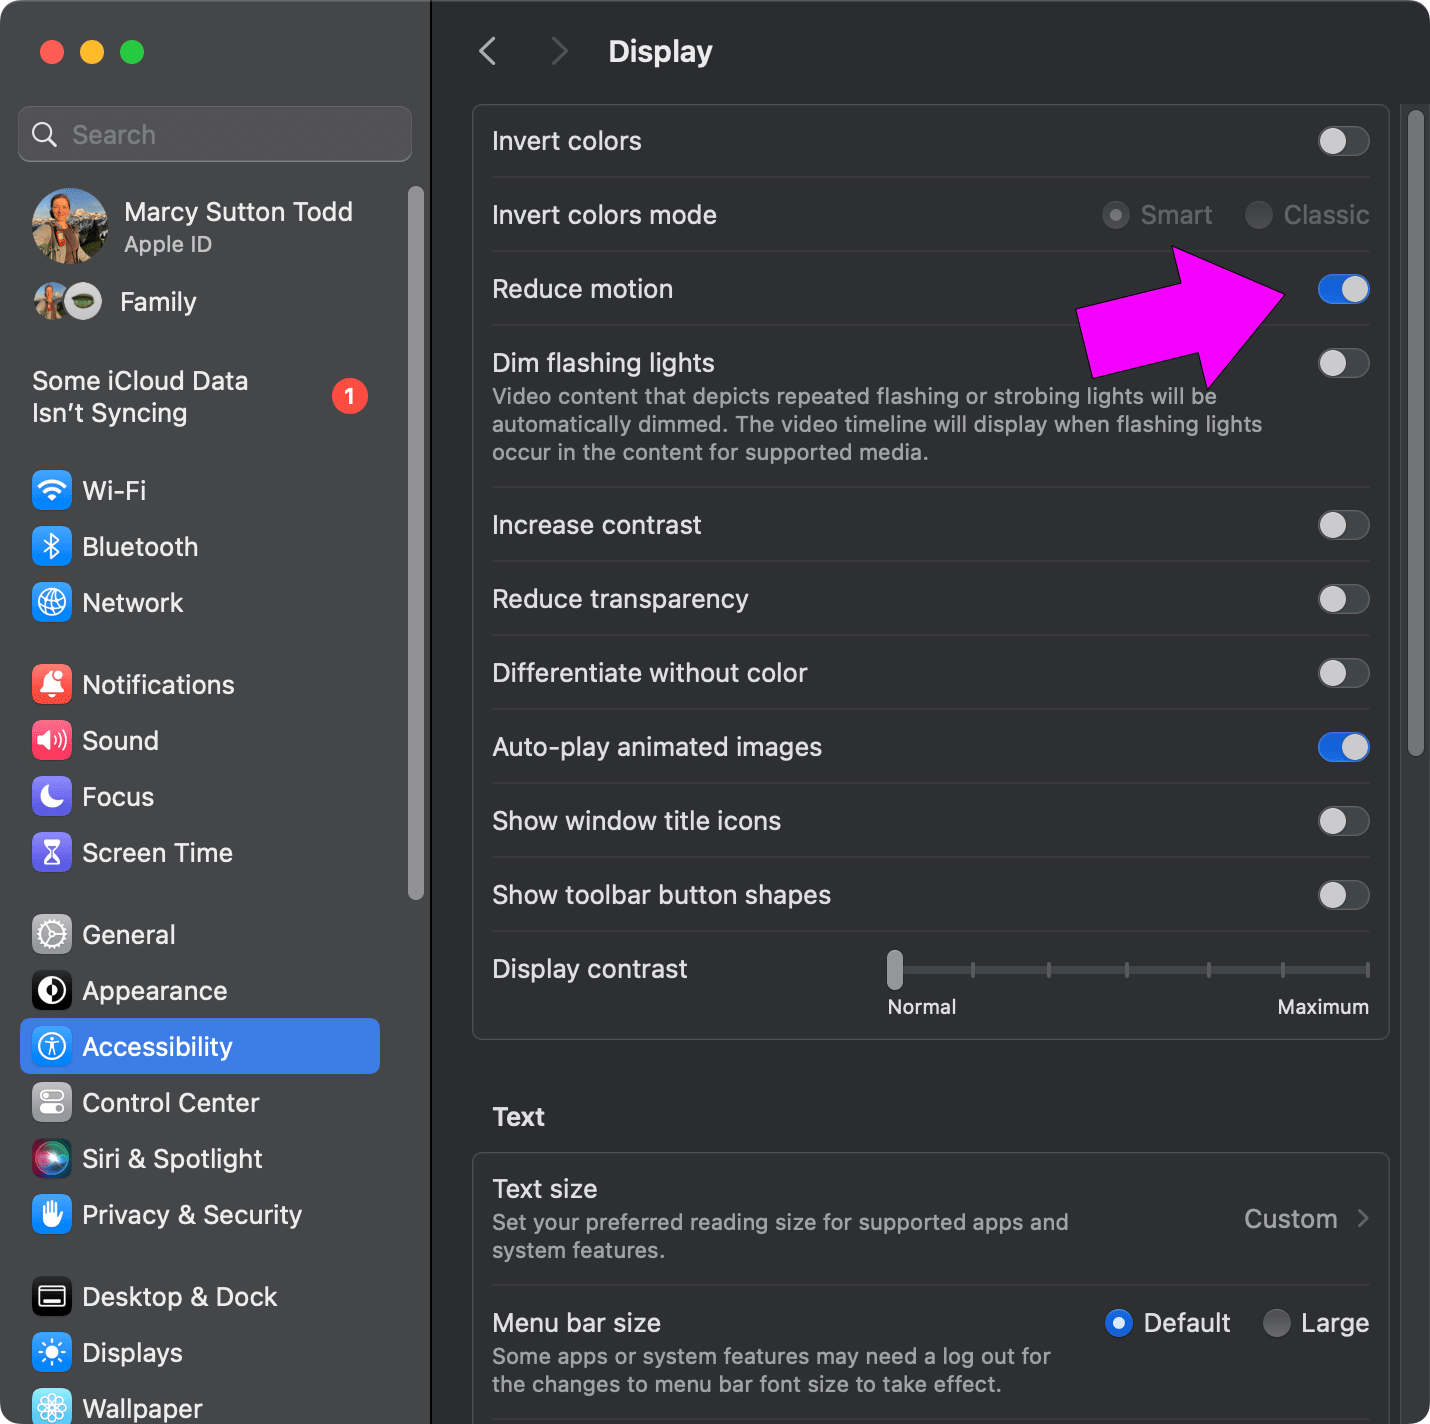 Search
Marcy Sutton Todd
Apple ID
Family
Some iCloud Data
Isn’t Syncing
1
Wi-Fi
Bluetooth
Network
Notifications
Sound
Focus
Screen Time
General
Appearance
Accessibility
Control Center
Siri & Spotlight
Privacy & Security
Desktop & Dock
Displays
Wallpaper
Display
Invert colors
Invert colors mode
Smart
Classic
Reduce motion
Dim flashing lights
Video content that depicts repeated flashing or strobing lights will be
automatically dimmed. The video timeline will display when flashing lights
occur in the content for supported media.
Increase contrast
Reduce transparency
Differentiate without color
Auto-play animated images
Show window title icons
Show toolbar button shapes
Display contrast
Normal
Maximum
Text
Text size
Set your preferred reading size for supported apps and
system features.
Custom
Menu bar size
Default
Large
Some apps or system features may need a log out for
the changes to menu bar font size to take effect.